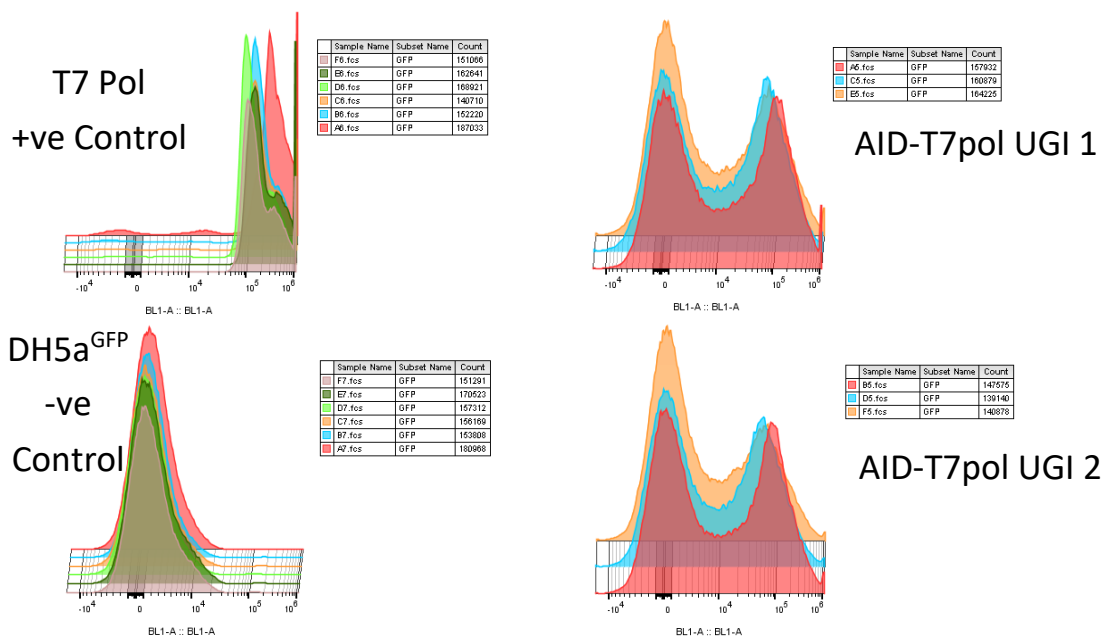 T7 Pol
+ve Control
Sample Name Subset Name Count
F6.fcs GFP 151066
E6.fcs GFP 162641
D6.fcs GFP 168921
C6.fcs GFP 140710
B6.fcs GFP 152220
A6.fcs GFP 187033
-10^4 0 10^4 10^5 10^6
BL1-A :: BL1-A
Sample Name Subset Name Count
A5.fcs GFP 157932
C5.fcs GFP 160879
E5.fcs GFP 164225
AID-T7pol UGI 1
-10^4 0 10^4 10^5 10^6
BL1-A :: BL1-A
DH5a^GFP
-ve
Control
Sample Name Subset Name Count
F7.fcs GFP 151291
E7.fcs GFP 170523
D7.fcs GFP 157312
C7.fcs GFP 156169
B7.fcs GFP 153808
A7.fcs GFP 180968
-10^4 0 10^4 10^5 10^6
BL1-A :: BL1-A
Sample Name Subset Name Count
B5.fcs GFP 147575
D5.fcs GFP 139140
F5.fcs GFP 140878
AID-T7pol UGI 2
-10^4 0 10^4 10^5 10^6
BL1-A :: BL1-A